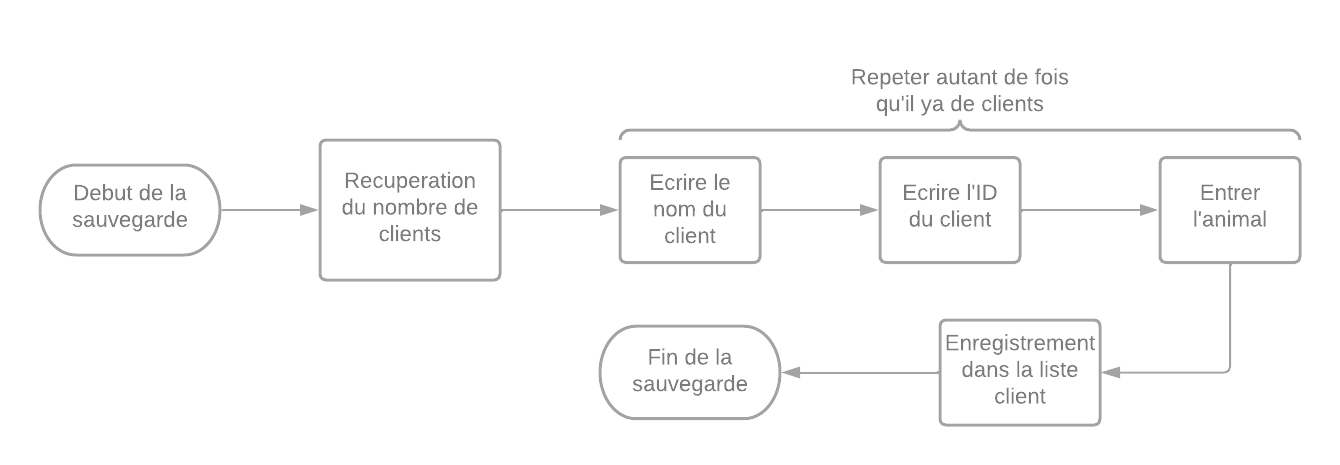 Repeter autant de fois
qu'il ya de clients
Debut de la
sauvegarde
Recuperation
du nombre de
clients
Ecrire le
nom du
client
Ecrire l'ID
du client
Entrer
l'animal
Enregistrement
dans la liste
client
Fin de la
sauvegarde